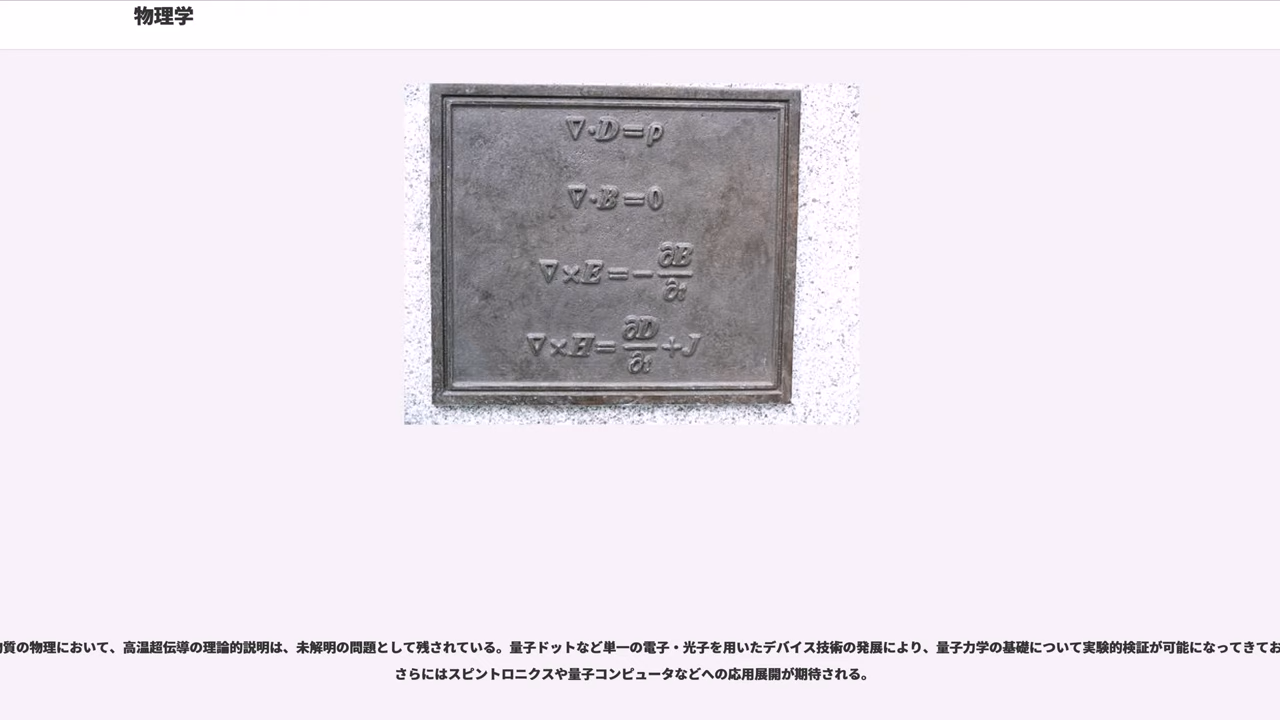 物理学
∇·D=ρ
∇·B=0
∇×E=-∂B/∂t
∇×H=∂D/∂t+J
質の物理において、高温超伝導の理論的説明は、未解明の問題として残されている。量子ドットなど単一の電子・光子を用いたデバイス技術の発展により、量子力学の基礎について実験的検証が可能になってきてお
さらにはスピントロニクスや量子コンピュータなどへの応用展開が期待される。